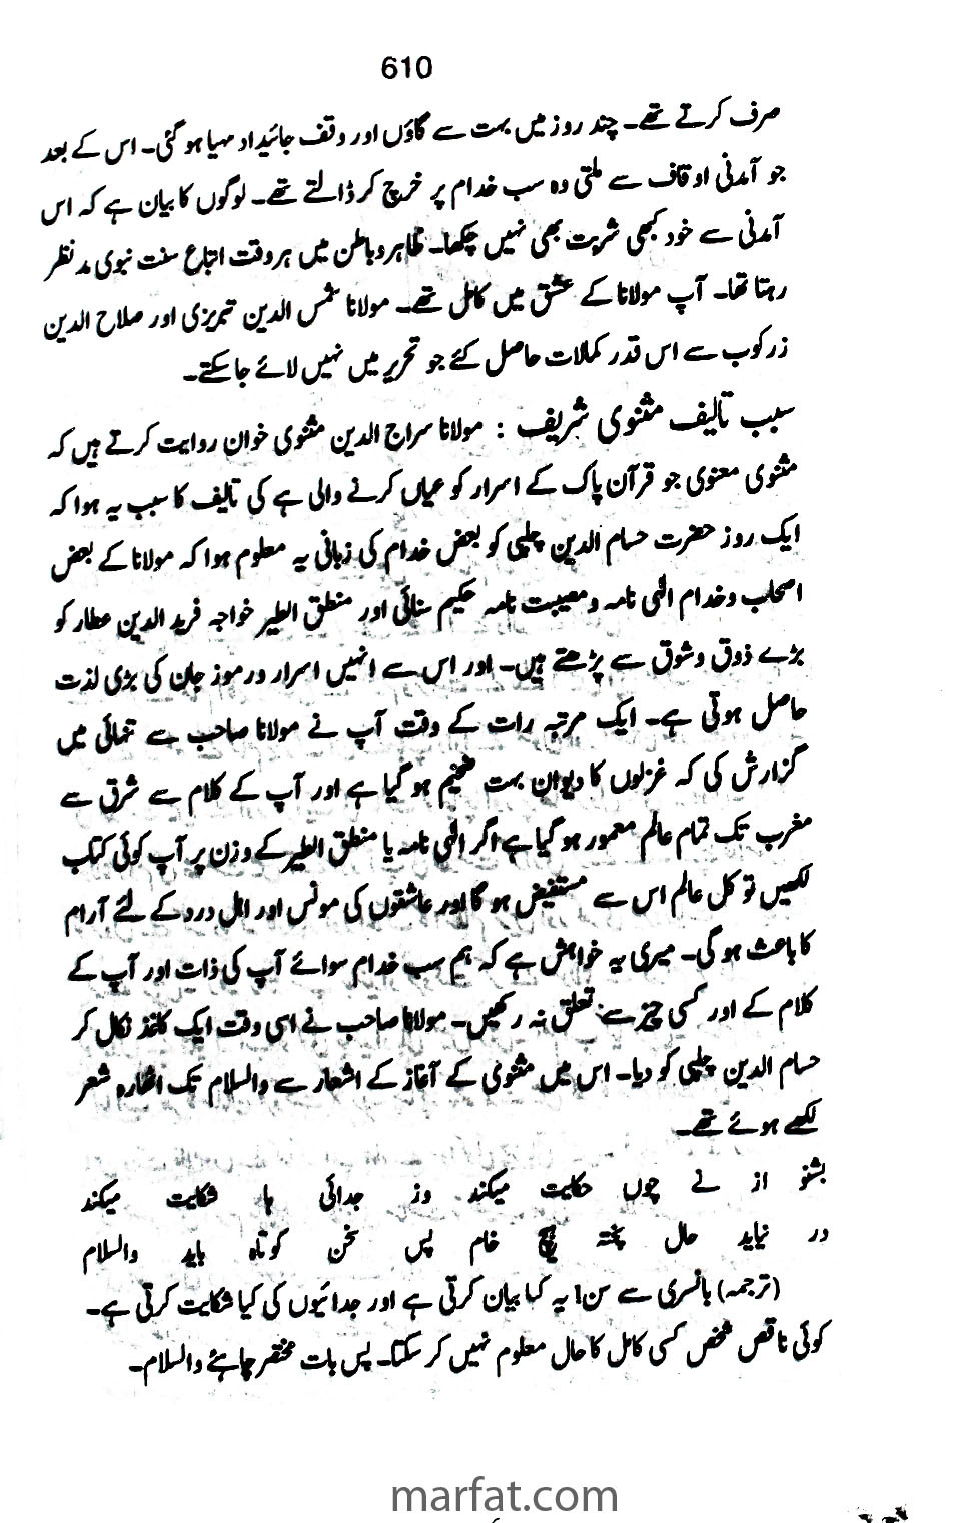 610
صرف کرتے تھے۔ چند روز میں بہت سے گاؤں اور وقف جائیداد مہیا ہو گئی۔ اس کے بعد
جو آمدنی اوقاف سے ملتی وہ سب خدام پر خرچ کر ڈالتے تھے۔ لوگوں کا بیان ہے کہ اس
آمدنی سے خود کبھی شربت بھی نہیں چکھا۔ ظاہر و باطن میں ہر وقت اتباع سنت نبوی مد نظر
رہتا تھا۔ آپ مولانا کے عشق میں کامل تھے۔ مولانا شمس الدین تبریزی اور صلاح الدین
زرکوب سے اس قدر کمالات حاصل کئے جو تحریر میں نہیں لائے جا سکتے۔
سبب تالیف مثنوی شریف : مولانا سراج الدین مثنوی خوان روایت کرتے ہیں کہ
مثنوی معنوی جو قرآن پاک کے اسرار کو عیاں کرنے والی ہے کی تالیف کا سبب یہ ہوا کہ
ایک روز حضرت حسام الدین چلپی کو بعض خدام کی زبانی یہ معلوم ہوا کہ مولانا کے بعض
اصحاب و خدام الٰہی نامہ و مصیبت نامہ حکیم سنائی اور منطق الطیر خواجہ فرید الدین عطار کو
بڑے ذوق و شوق سے پڑھتے ہیں۔ اور اس سے انہیں اسرار و رموز جان کی بڑی لذت
حاصل ہوتی ہے۔ ایک مرتبہ رات کے وقت آپ نے مولانا صاحب سے تنہائی میں
گزارش کی کہ غزلوں کا دیوان بہت ضخیم ہو گیا ہے اور آپ کے کلام سے شرق سے
مغرب تک تمام عالم معمور ہو گیا ہے اگر الٰہی نامہ یا منطق الطیر کے وزن پر آپ کوئی کتاب
لکھیں تو کل عالم اس سے مستفیض ہو گا اور عاشقوں کی مونس اور اہل درد کے لئے آرام
کا باعث ہو گی۔ میری یہ خواہش ہے کہ ہم سب خدام سوائے آپ کی ذات اور آپ کے
کلام کے اور کسی چیز سے تعلق نہ رکھیں۔ مولانا صاحب نے اسی وقت ایک کاغذ نکال کر
حسام الدین چلپی کو دیا۔ اس میں مثنوی کے آغاز کے اشعار سے والسلام تک اٹھارہ شعر
لکھے ہوئے تھے۔
بشنو از نے چوں حکایت میکند وز جدائی ہا شکایت میکند
در نیابد حال پختہ ہیچ خام پس سخن کوتاہ باید والسلام
(ترجمہ) بانسری سے سن! یہ کیا بیان کرتی ہے اور جدائیوں کی کیا شکایت کرتی ہے۔
کوئی ناقص شخص کسی کامل کا حال معلوم نہیں کر سکتا۔ پس بات مختصر چاہئے والسلام۔
marfat.com